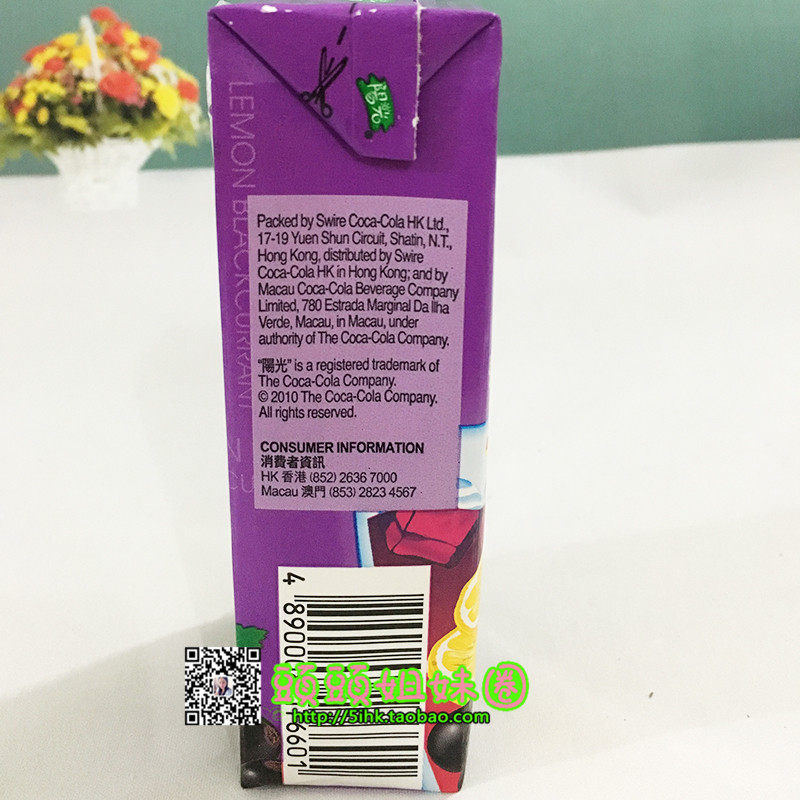 陽光
LEMON BLACKCURRANT
Packed by Swire Coca-Cola HK Ltd.,
17-19 Yuen Shun Circuit, Shatin, N.T.,
Hong Kong, distributed by Swire
Coca-Cola HK in Hong Kong; and by
Macau Coca-Cola Beverage Company
Limited, 780 Estrada Marginal Da Ilha
Verde, Macau, in Macau, under
authority of The Coca-Cola Company.
“陽光” is a registered trademark of
The Coca-Cola Company.
© 2010 The Coca-Cola Company.
All rights reserved.
CONSUMER INFORMATION
消費者資訊
HK 香港 (852) 2636 7000
Macau 澳門 (853) 2823 4567
頭頭姐妹圈
http://51hk.taobao.com